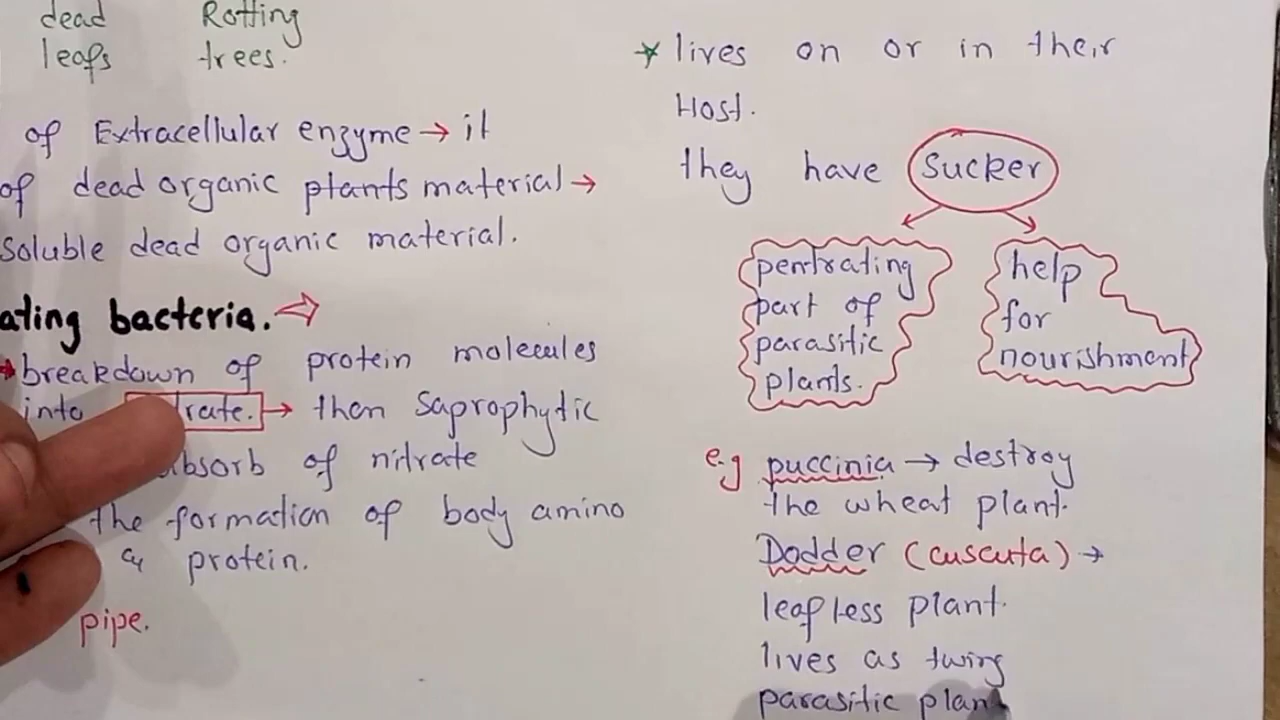 dead Rotting
leafs trees.
of Extracellular enzyme → it
of dead organic plants material →
Soluble dead organic material.
ating bacteria. ⇒
→ breakdown of protein molecules
into rate. → then Saprophytic
absorb of nitrate
the formation of body amino
protein.
pipe.
* lives on or in their
Host.
they have Sucker
pentrating
part of
parasitic
plants.
help
for
nourishment
e.g puccinia → destroy
the wheat plant.
Dodder (cuscuta) →
leafless plant.
lives as twing
parasitic plan